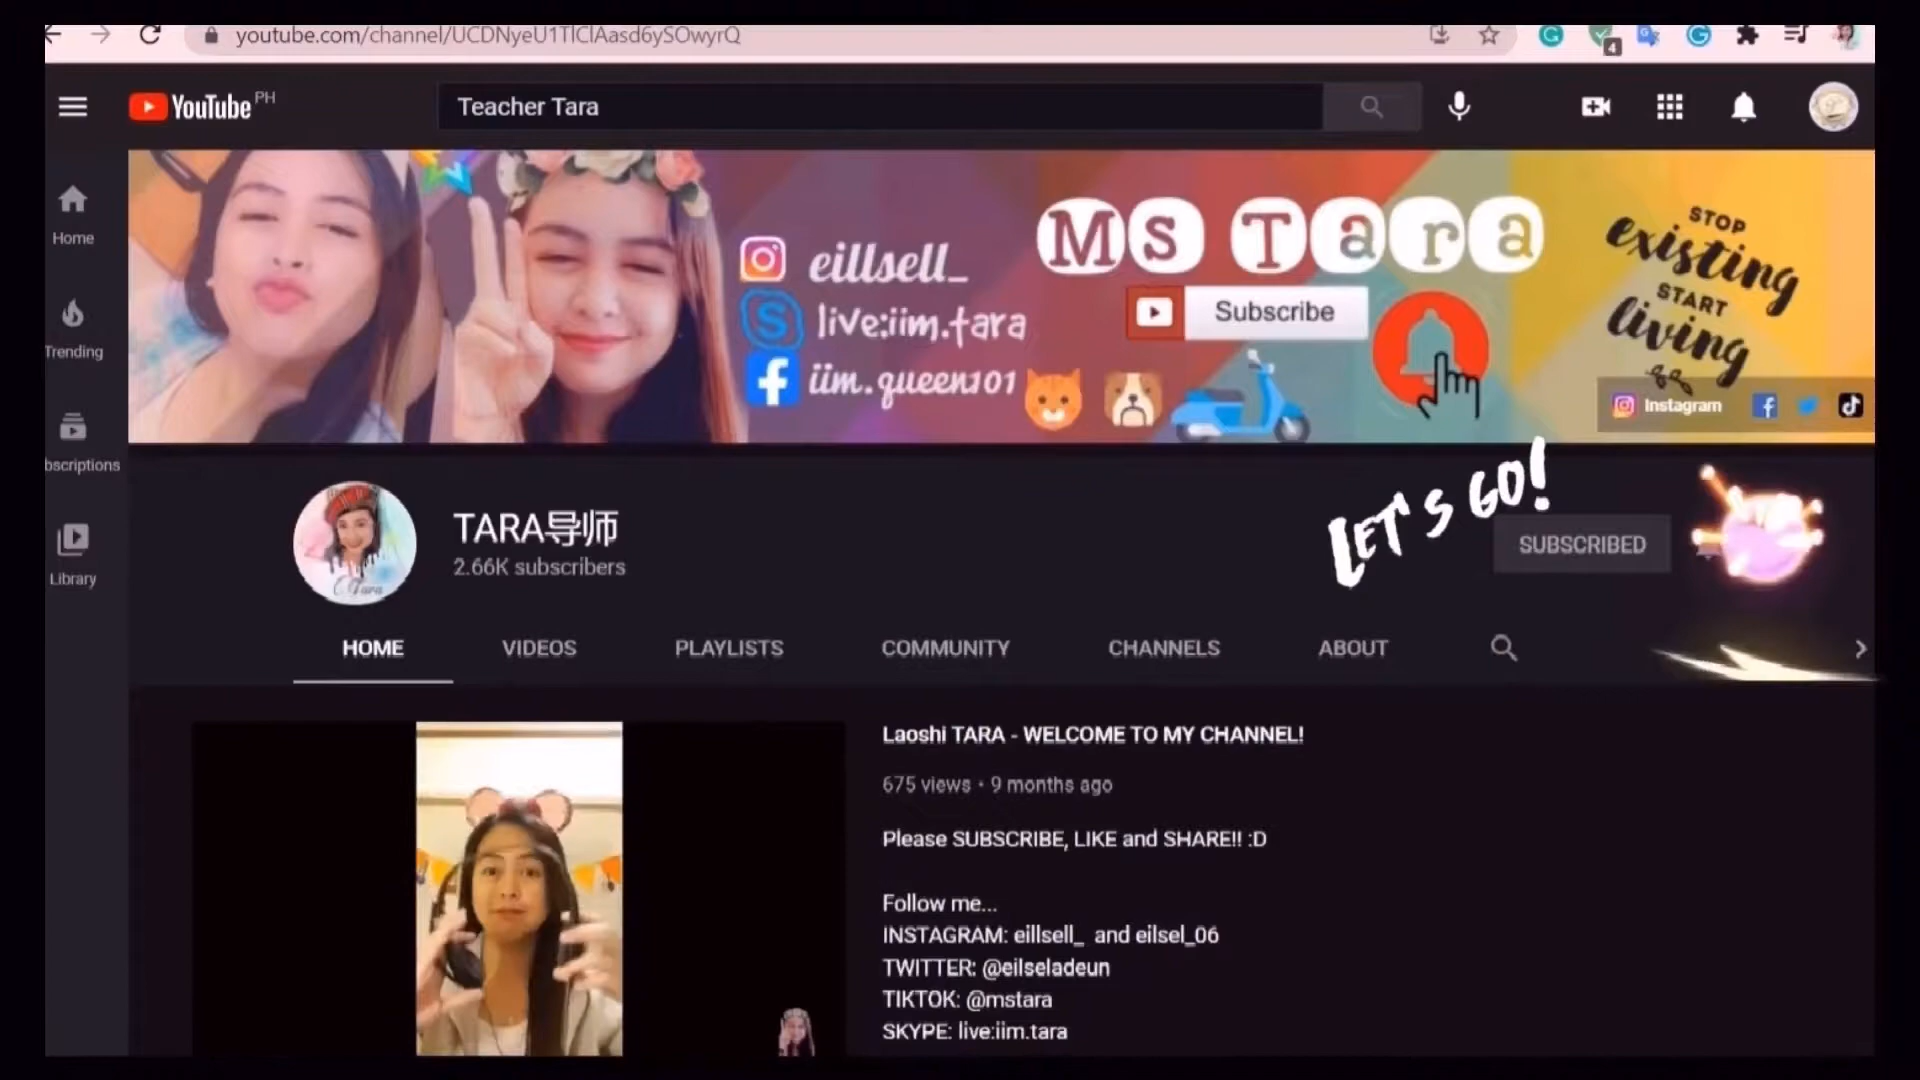 youtube.com/channel/UCDNyeU1TlClAasd6ySOwyrQ
4
YouTube PH
Teacher Tara
Home
Trending
bscriptions
Library
eillsell_
live:iim.tara
iim.queen101
Ms Tara
Subscribe
STOP
existing
START
living
Instagram
TARA导师
2.66K subscribers
LET'S GO!
SUBSCRIBED
HOME
VIDEOS
PLAYLISTS
COMMUNITY
CHANNELS
ABOUT
Laoshi TARA - WELCOME TO MY CHANNEL!
675 views • 9 months ago
Please SUBSCRIBE, LIKE and SHARE!! :D
Follow me...
INSTAGRAM: eillsell_ and eilsel_06
TWITTER: @eilseladeun
TIKTOK: @mstara
SKYPE: live:iim.tara